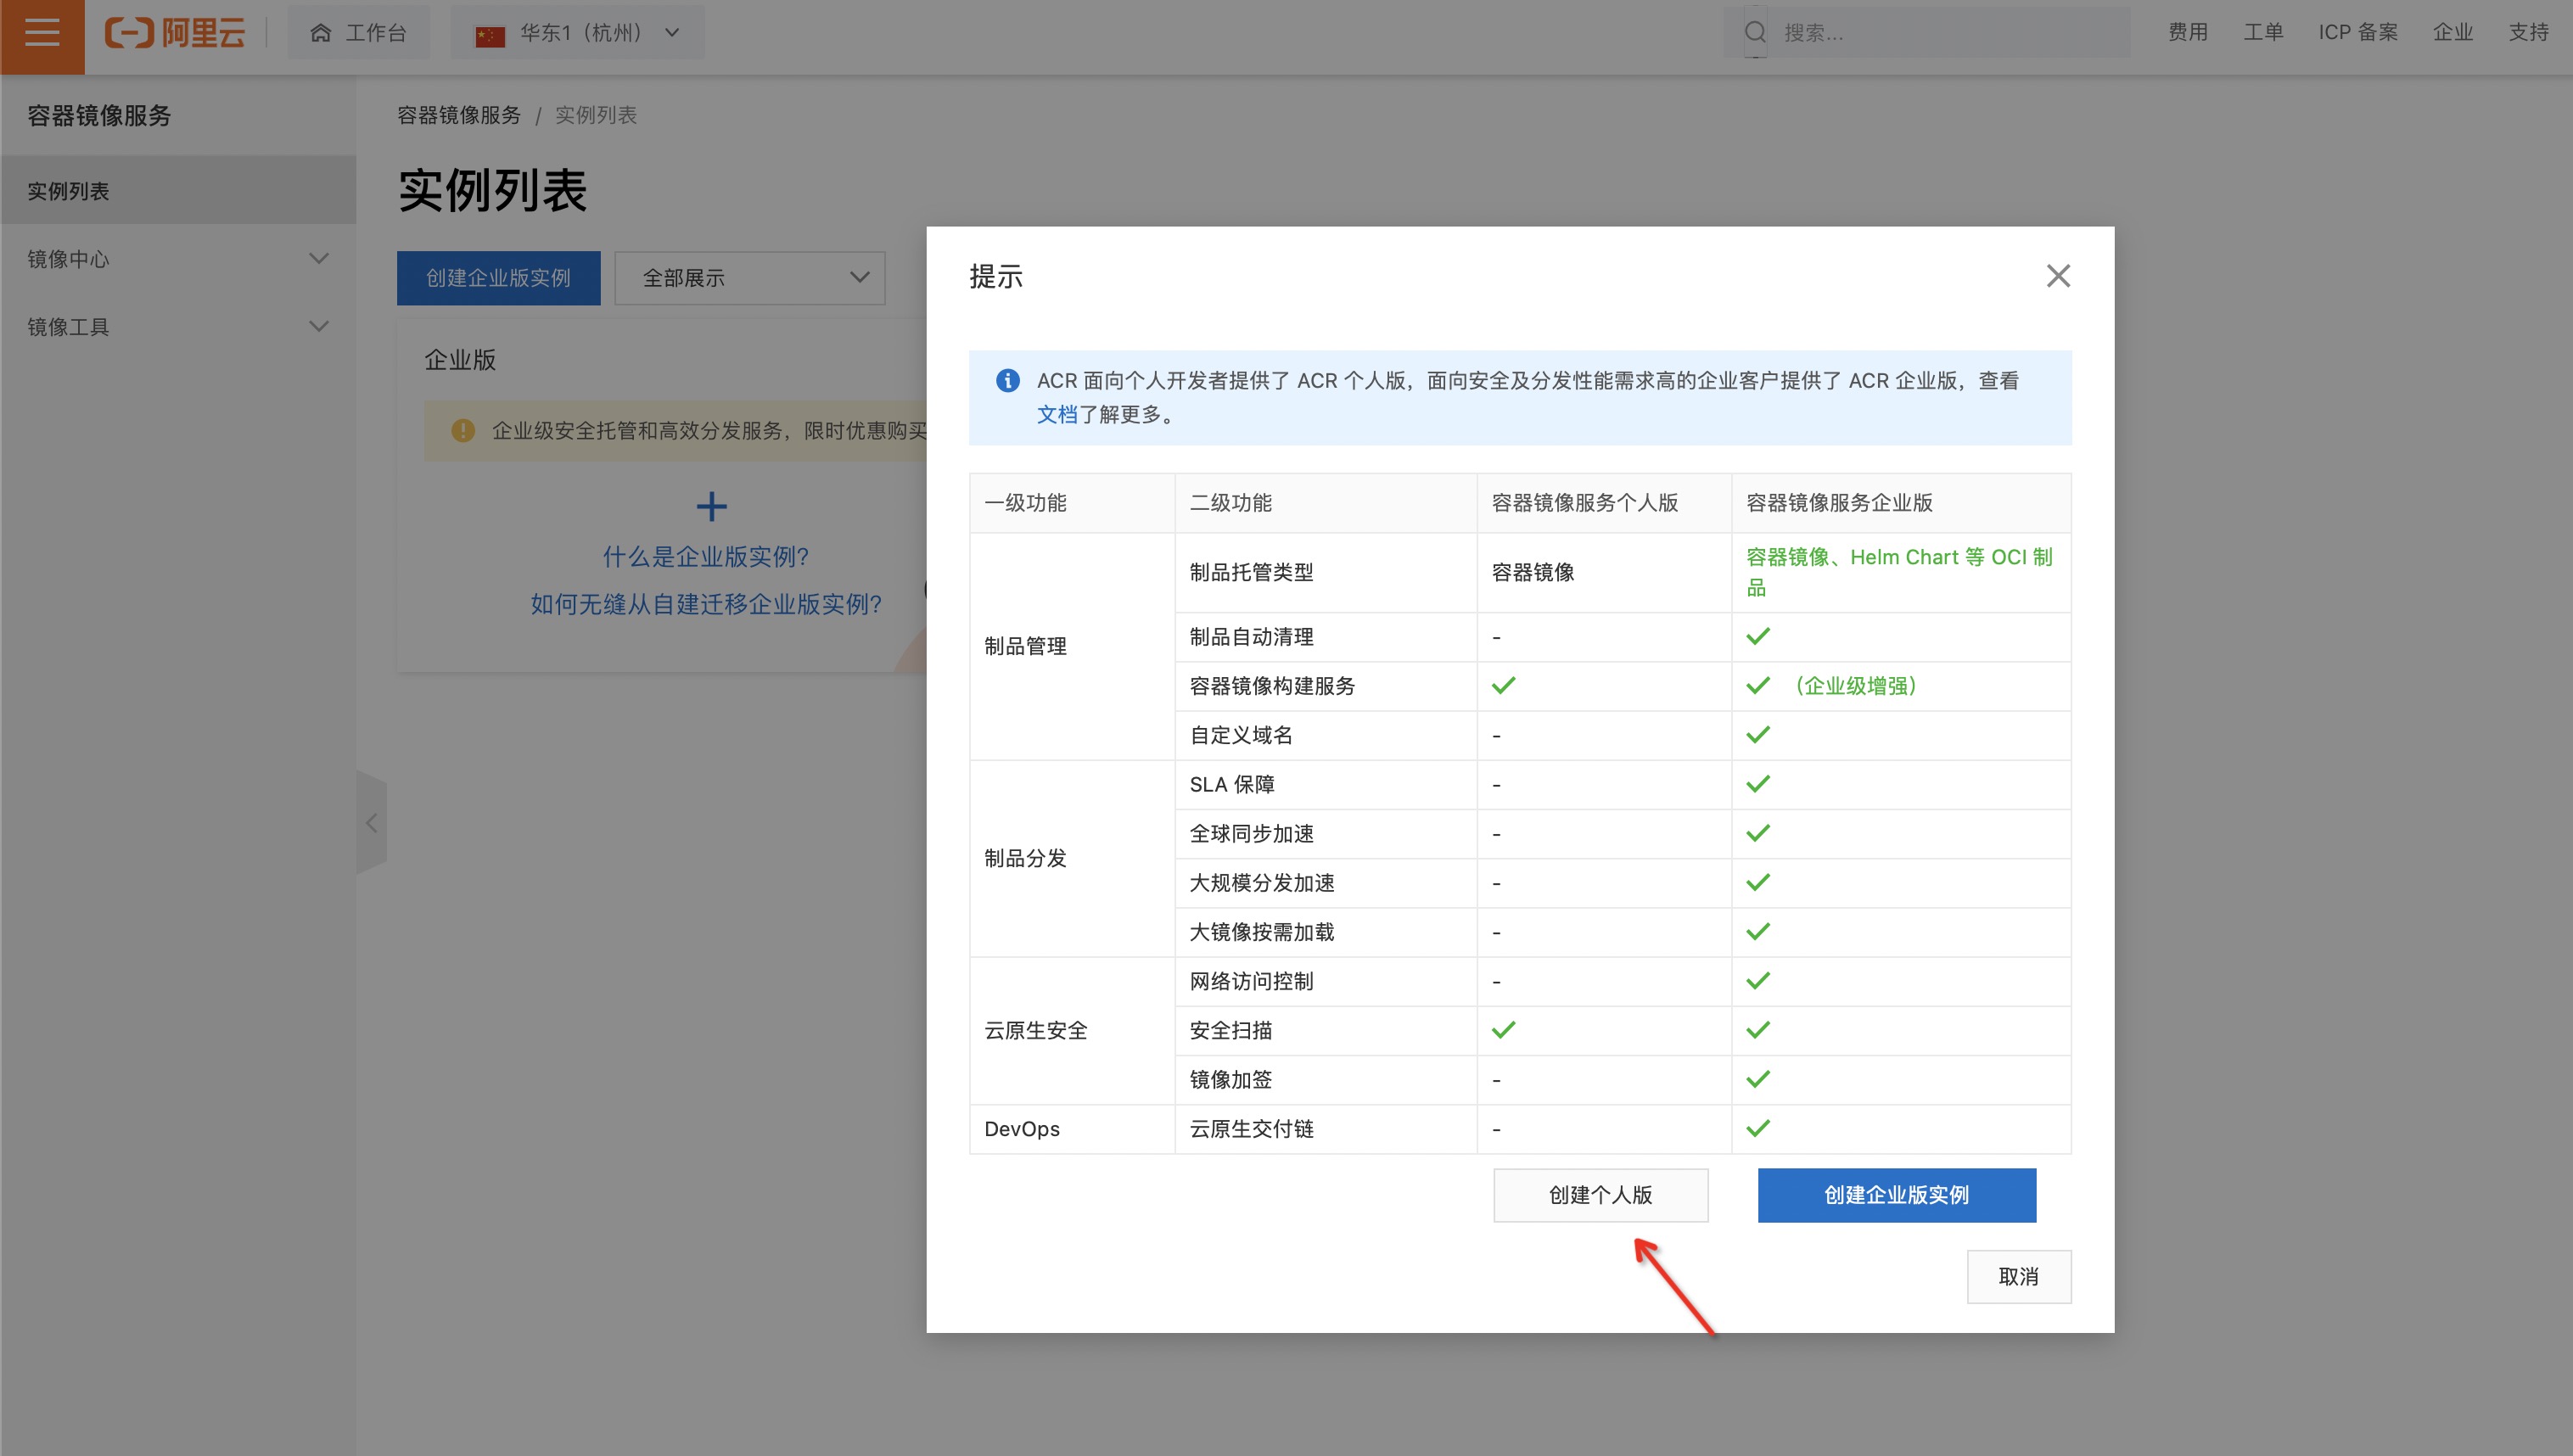 阿里云
工作台
华东1（杭州）
搜索...
费用
工单
ICP 备案
企业
支持
容器镜像服务
实例列表
镜像中心
镜像工具
容器镜像服务 / 实例列表
实例列表
创建企业版实例
全部展示
企业版
企业级安全托管和高效分发服务，限时优惠购买
什么是企业版实例?
如何无缝从自建迁移企业版实例?
提示
ACR 面向个人开发者提供了 ACR 个人版，面向安全及分发性能需求高的企业客户提供了 ACR 企业版，查看
文档了解更多。
一级功能 二级功能 容器镜像服务个人版 容器镜像服务企业版
制品管理
制品托管类型 容器镜像 容器镜像、Helm Chart 等 OCI 制
品
制品自动清理 -
容器镜像构建服务 （企业级增强）
自定义域名 -
制品分发
SLA 保障 -
全球同步加速 -
大规模分发加速 -
大镜像按需加载 -
云原生安全
网络访问控制 -
安全扫描
镜像加签 -
DevOps 云原生交付链 -
创建个人版
创建企业版实例
取消